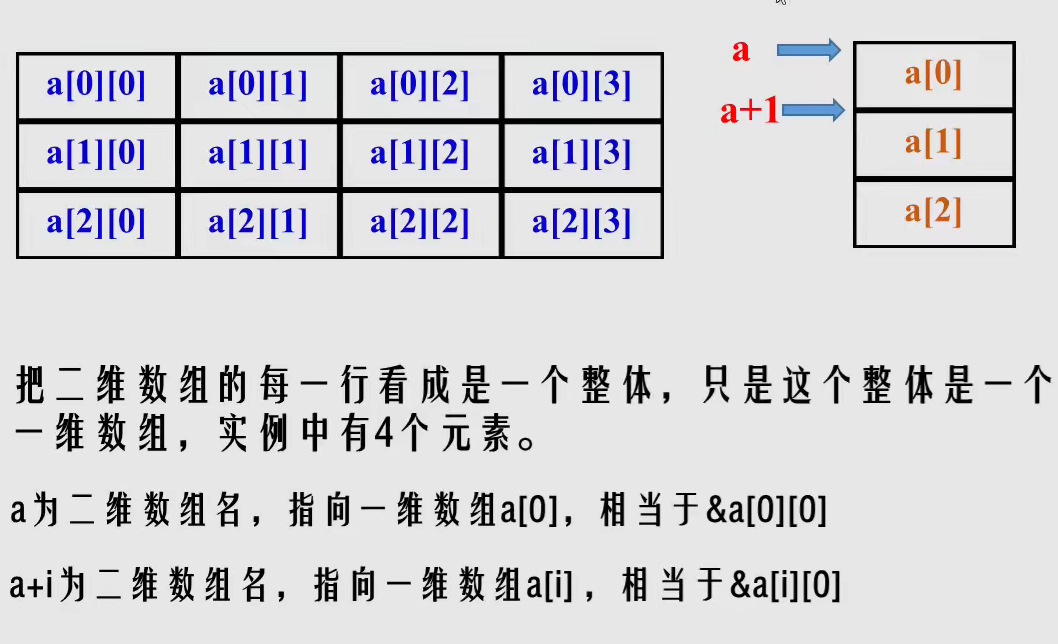 a[0][0] a[0][1] a[0][2] a[0][3]
a[1][0] a[1][1] a[1][2] a[1][3]
a[2][0] a[2][1] a[2][2] a[2][3]
a
a+1
a[0]
a[1]
a[2]
把二维数组的每一行看成是一个整体，只是这个整体是一个
一维数组，实例中有4个元素。
a为二维数组名，指向一维数组a[0]，相当于&a[0][0]
a+i为二维数组名，指向一维数组a[i]，相当于&a[i][0]